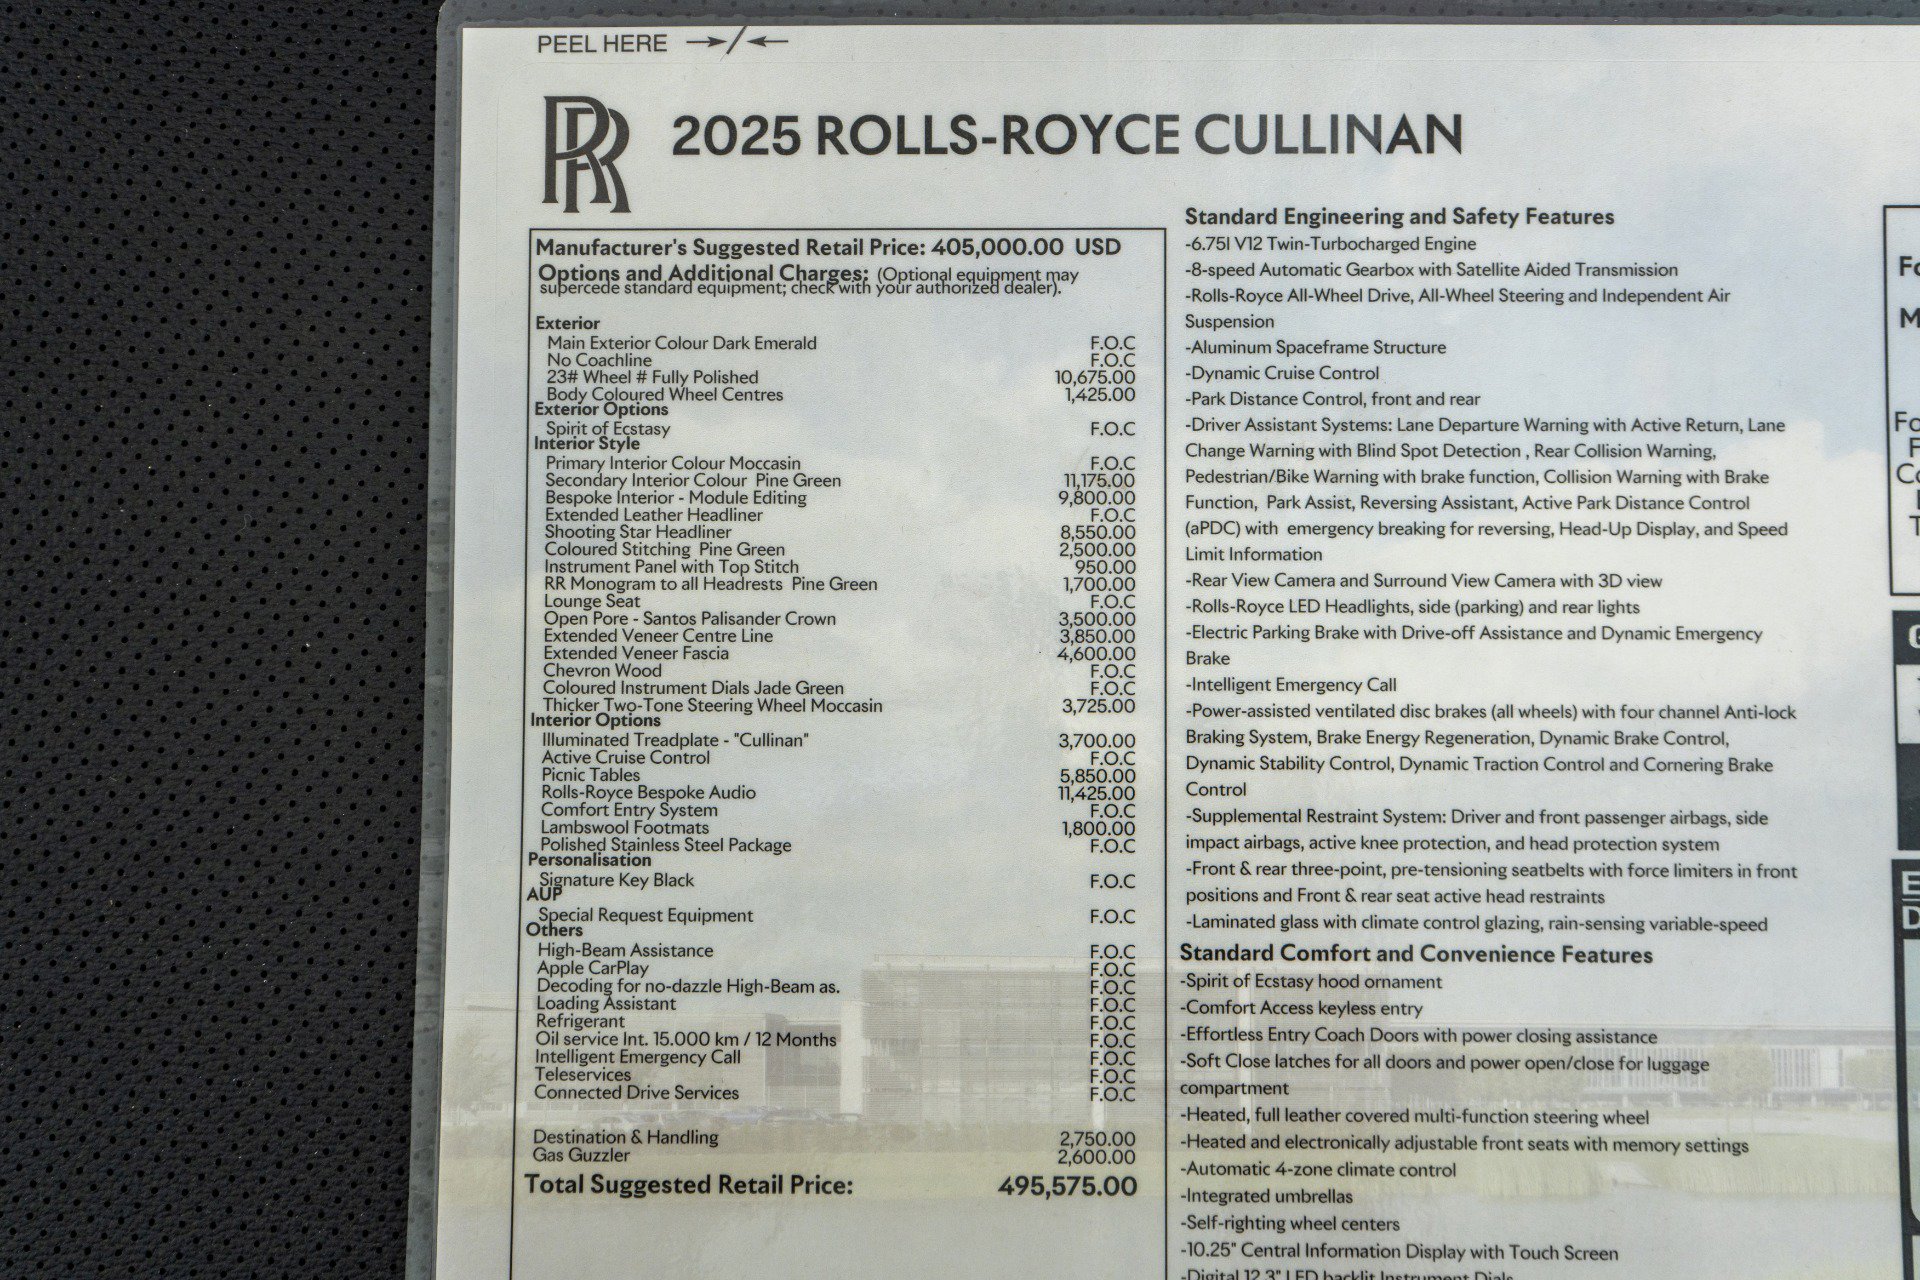 PEEL HERE
RR
2025 ROLLS-ROYCE CULLINAN
Manufacturer's Suggested Retail Price: 405,000.00 USD
Options and Additional Charges: (Optional equipment may
supercede standard equipment; check with your authorized dealer).
Exterior
Main Exterior Colour Dark Emerald F.O.C
No Coachline F.O.C
23# Wheel # Fully Polished 10,675.00
Body Coloured Wheel Centres 1,425.00
Exterior Options
Spirit of Ecstasy F.O.C
Interior Style
Primary Interior Colour Moccasin F.O.C
Secondary Interior Colour Pine Green 11,175.00
Bespoke Interior - Module Editing 9,800.00
Extended Leather Headliner F.O.C
Shooting Star Headliner 8,550.00
Coloured Stitching Pine Green 2,500.00
Instrument Panel with Top Stitch 950.00
RR Monogram to all Headrests Pine Green 1,700.00
Lounge Seat F.O.C
Open Pore - Santos Palisander Crown 3,500.00
Extended Veneer Centre Line 3,850.00
Extended Veneer Fascia 4,600.00
Chevron Wood F.O.C
Coloured Instrument Dials Jade Green F.O.C
Thicker Two-Tone Steering Wheel Moccasin 3,725.00
Interior Options
Illuminated Treadplate - "Cullinan" 3,700.00
Active Cruise Control F.O.C
Picnic Tables 5,850.00
Rolls-Royce Bespoke Audio 11,425.00
Comfort Entry System F.O.C
Lambswool Footmats 1,800.00
Polished Stainless Steel Package F.O.C
Personalisation
Signature Key Black F.O.C
AUP
Special Request Equipment F.O.C
Others
High-Beam Assistance F.O.C
Apple CarPlay F.O.C
Decoding for no-dazzle High-Beam as. F.O.C
Loading Assistant F.O.C
Refrigerant F.O.C
Oil service Int. 15.000 km / 12 Months F.O.C
Intelligent Emergency Call F.O.C
Teleservices F.O.C
Connected Drive Services F.O.C
Destination & Handling 2,750.00
Gas Guzzler 2,600.00
Total Suggested Retail Price: 495,575.00
Standard Engineering and Safety Features
-6.75l V12 Twin-Turbocharged Engine
-8-speed Automatic Gearbox with Satellite Aided Transmission
-Rolls-Royce All-Wheel Drive, All-Wheel Steering and Independent Air
Suspension
-Aluminum Spaceframe Structure
-Dynamic Cruise Control
-Park Distance Control, front and rear
-Driver Assistant Systems: Lane Departure Warning with Active Return, Lane
Change Warning with Blind Spot Detection , Rear Collision Warning,
Pedestrian/Bike Warning with brake function, Collision Warning with Brake
Function, Park Assist, Reversing Assistant, Active Park Distance Control
(aPDC) with emergency breaking for reversing, Head-Up Display, and Speed
Limit Information
-Rear View Camera and Surround View Camera with 3D view
-Rolls-Royce LED Headlights, side (parking) and rear lights
-Electric Parking Brake with Drive-off Assistance and Dynamic Emergency
Brake
-Intelligent Emergency Call
-Power-assisted ventilated disc brakes (all wheels) with four channel Anti-lock
Braking System, Brake Energy Regeneration, Dynamic Brake Control,
Dynamic Stability Control, Dynamic Traction Control and Cornering Brake
Control
-Supplemental Restraint System: Driver and front passenger airbags, side
impact airbags, active knee protection, and head protection system
-Front & rear three-point, pre-tensioning seatbelts with force limiters in front
positions and Front & rear seat active head restraints
-Laminated glass with climate control glazing, rain-sensing variable-speed
Standard Comfort and Convenience Features
-Spirit of Ecstasy hood ornament
-Comfort Access keyless entry
-Effortless Entry Coach Doors with power closing assistance
-Soft Close latches for all doors and power open/close for luggage
compartment
-Heated, full leather covered multi-function steering wheel
-Heated and electronically adjustable front seats with memory settings
-Automatic 4-zone climate control
-Integrated umbrellas
-Self-righting wheel centers
-10.25" Central Information Display with Touch Screen
-Digital 12.3" LED backlit Instrument Dials